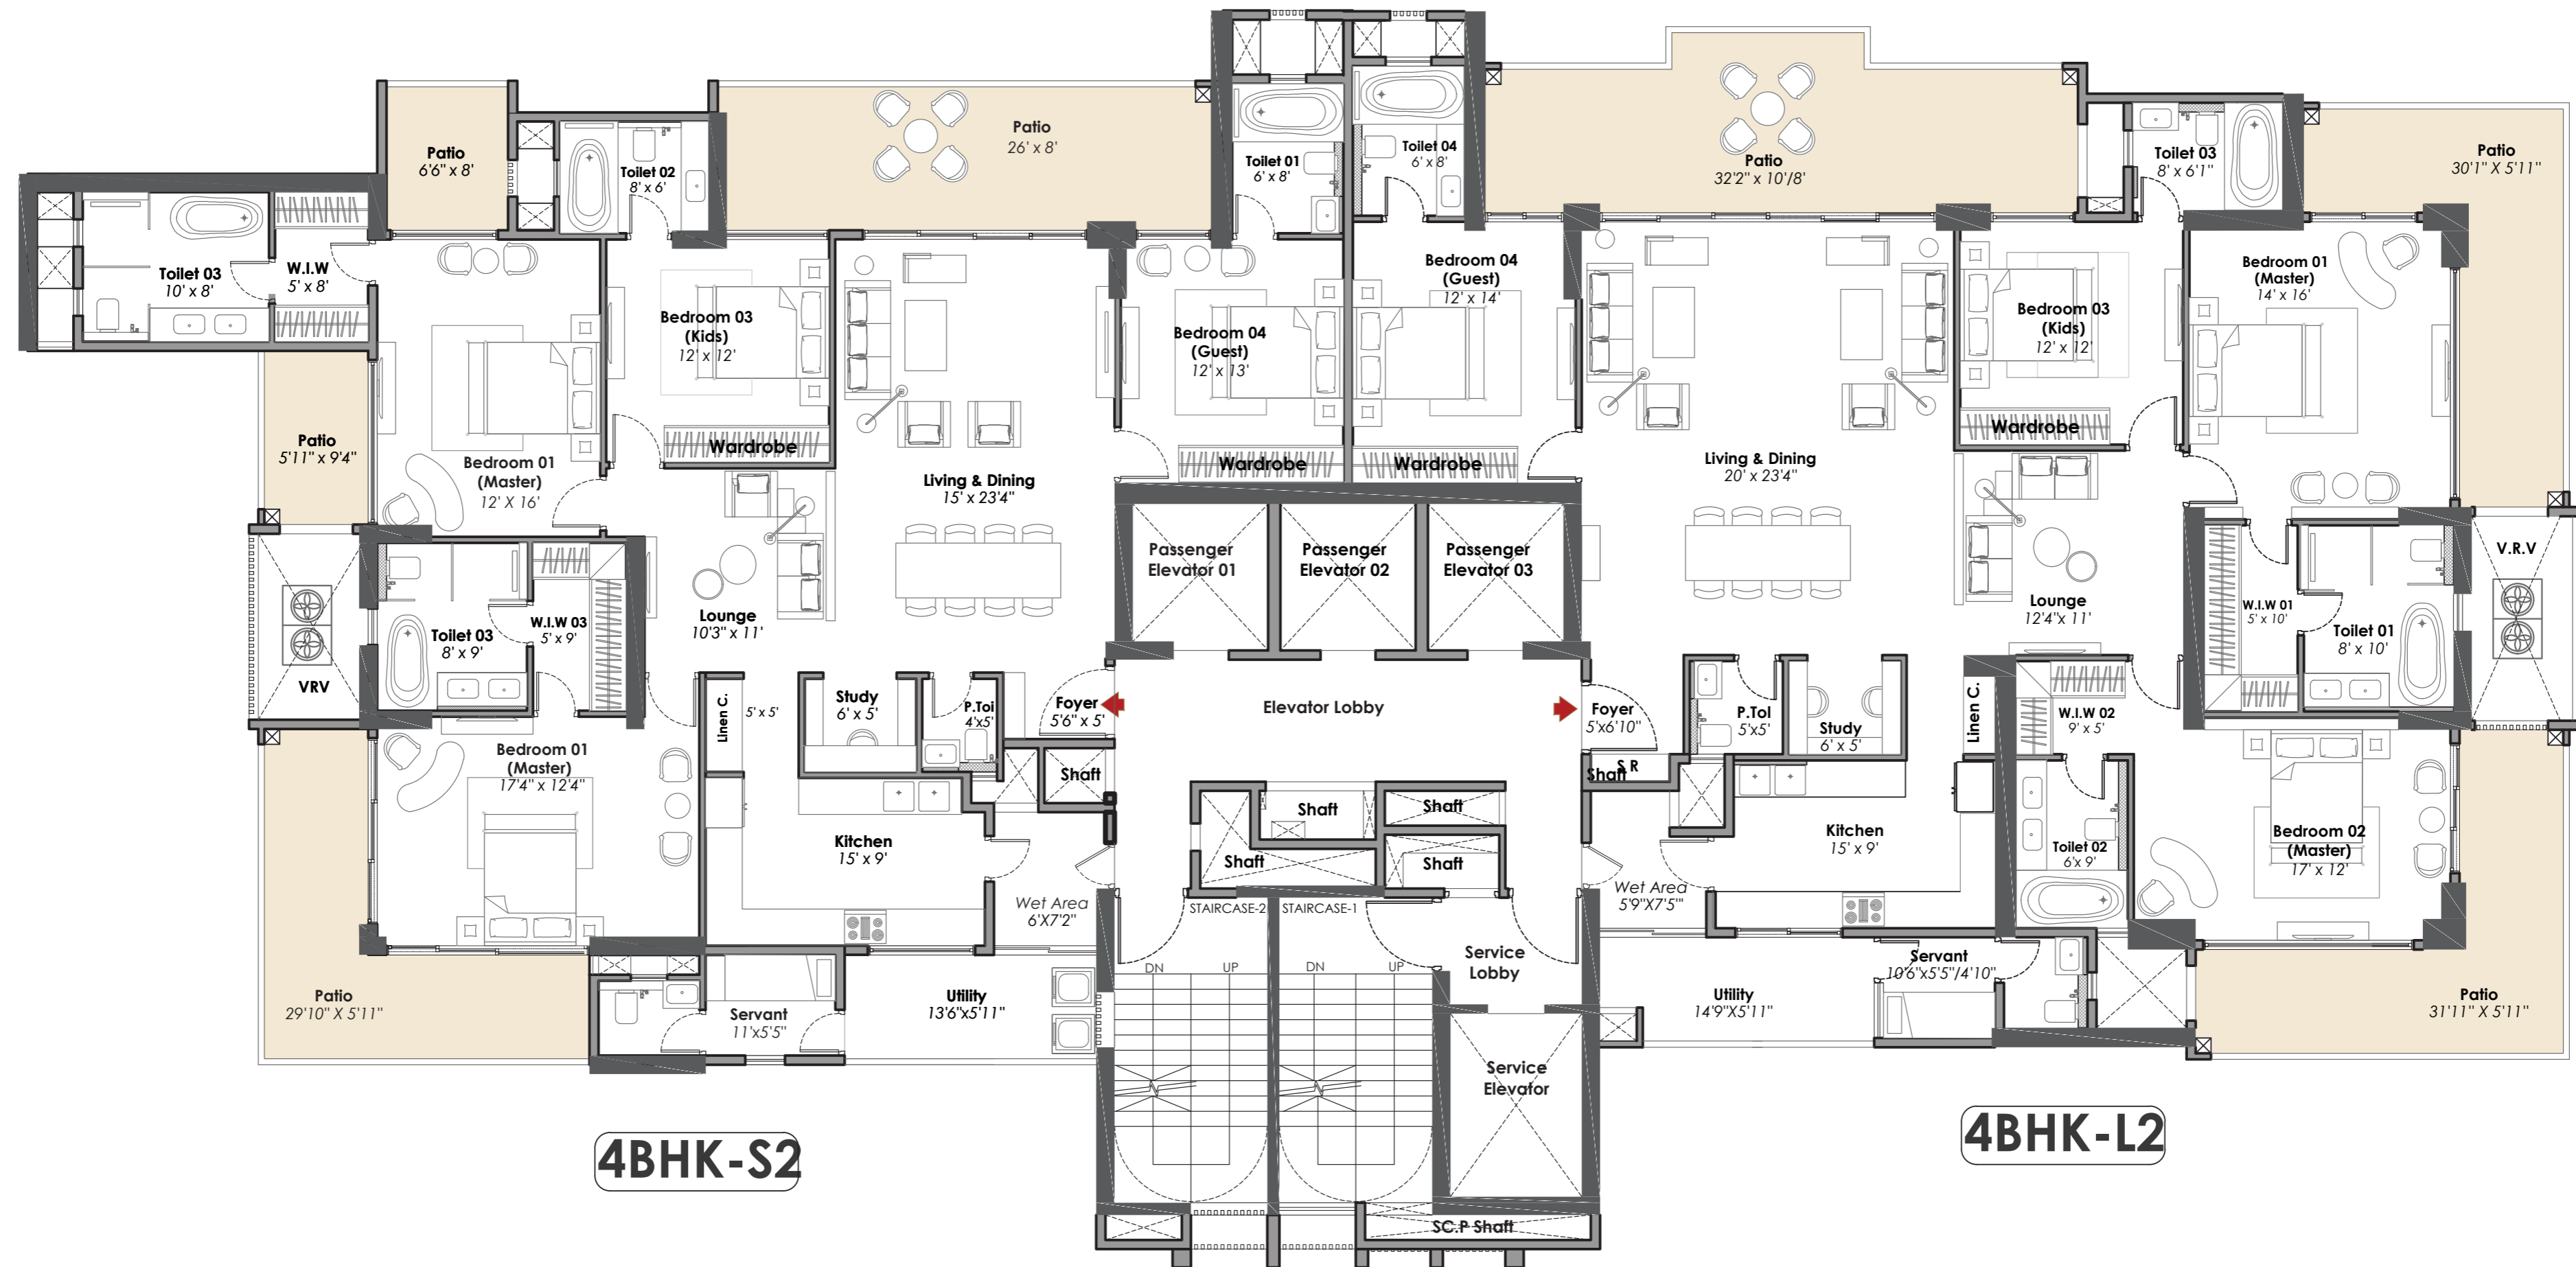 Patio
6'6" x 8'
Toilet 02
8' x 6'
Patio
26' x 8'
Toilet 01
6' x 8'
Toilet 04
6' x 8'
Patio
32'2" x 10'/8'
Toilet 03
8' x 6'1"
Patio
30'1" X 5'11"
Toilet 03
10' x 8'
W.I.W
5' x 8'
Bedroom 03
(Kids)
12' x 12'
Wardrobe
Bedroom 04
(Guest)
12' x 13'
Wardrobe
Bedroom 04
(Guest)
12' x 14'
Wardrobe
Bedroom 03
(Kids)
12' x 12'
Wardrobe
Bedroom 01
(Master)
14' x 16'
Patio
5'11" x 9'4"
Bedroom 01
(Master)
12' X 16'
Living & Dining
15' x 23'4"
Living & Dining
20' x 23'4"
Passenger
Elevator 01
Passenger
Elevator 02
Passenger
Elevator 03
V.R.V
Lounge
10'3" x 11'
Lounge
12'4"x 11'
W.I.W 01
5' x 10'
Toilet 01
8' x 10'
Toilet 03
8' x 9'
W.I.W 03
5' x 9'
VRV
Linen C.
5' x 5'
Study
6' x 5'
P.Toi
4'x5'
Foyer
5'6" x 5'
Elevator Lobby
Foyer
5'x6'10"
P.Tol
5'x5'
Study
6' x 5'
Linen C.
W.I.W 02
9' x 5'
Shaft
S R
Shaft
Bedroom 01
(Master)
17'4" x 12'4"
Kitchen
15' x 9'
Shaft
Shaft
Shaft
Shaft
Kitchen
15' x 9'
Toilet 02
6'x 9'
Bedroom 02
(Master)
17' x 12'
Wet Area
6'X7'2"
STAIRCASE-2
STAIRCASE-1
Wet Area
5'9"X7'5"'
Service
Lobby
DN
UP
DN
UP
Patio
29'10" X 5'11"
Servant
11'x5'5"
Utility
13'6"x5'11"
Utility
14'9"X5'11"
Servant
10'6"x5'5"/4'10"
Patio
31'11" X 5'11"
Service
Elevator
4BHK-S2
4BHK-L2
SC.P Shaft